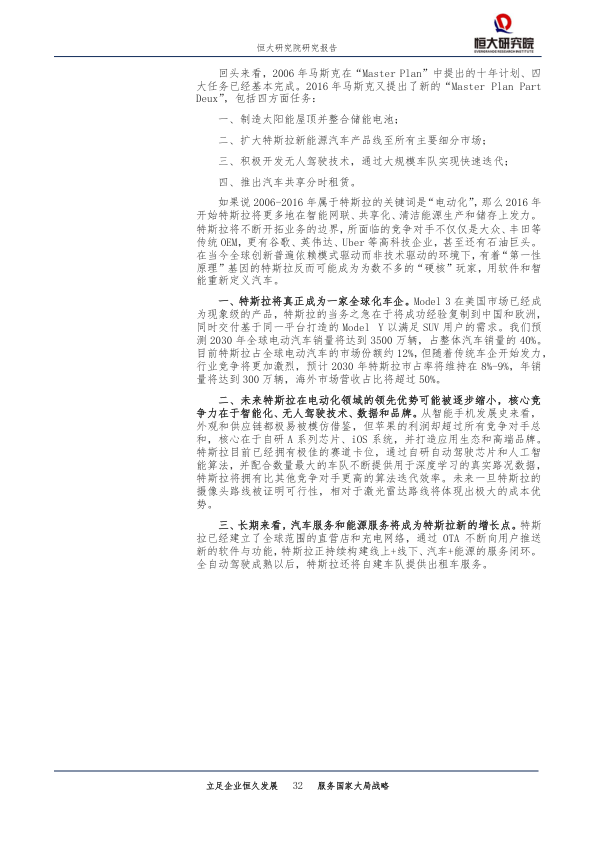 恒大研究院研究报告
恒大研究院
EVERGRANDE RESEARCH INSTITUTE
回头来看，2006 年马斯克在“Master Plan”中提出的十年计划、四
大任务已经基本完成。2016 年马斯克又提出了新的“Master Plan Part
Deux”，包括四方面任务：
一、制造太阳能屋顶并整合储能电池；
二、扩大特斯拉新能源汽车产品线至所有主要细分市场；
三、积极开发无人驾驶技术，通过大规模车队实现快速迭代；
四、推出汽车共享分时租赁。
如果说 2006-2016 年属于特斯拉的关键词是“电动化”，那么 2016 年
开始特斯拉将更多地在智能网联、共享化、清洁能源生产和储存上发力。
特斯拉将不断开拓业务的边界，所面临的竞争对手不仅仅是大众、丰田等
传统 OEM，更有谷歌、英伟达、Uber 等高科技企业，甚至还有石油巨头。
在当今全球创新普遍依赖模式驱动而非技术驱动的环境下，有着“第一性
原理”基因的特斯拉反而可能成为为数不多的“硬核”玩家，用软件和智
能重新定义汽车。
一、特斯拉将真正成为一家全球化车企。Model 3 在美国市场已经成
为现象级的产品，特斯拉的当务之急在于将成功经验复制到中国和欧洲，
同时交付基于同一平台打造的 Model Y 以满足 SUV 用户的需求。我们预
测 2030 年全球电动汽车销量将达到 3500 万辆，占整体汽车销量的 40%。
目前特斯拉占全球电动汽车的市场份额约 12%，但随着传统车企开始发力，
行业竞争将更加激烈，预计 2030 年特斯拉市占率将维持在 8%-9%，年销
量将达到 300 万辆，海外市场营收占比将超过 50%。
二、未来特斯拉在电动化领域的领先优势可能被逐步缩小，核心竞
争力在于智能化、无人驾驶技术、数据和品牌。从智能手机发展史来看，
外观和供应链都极易被模仿借鉴，但苹果的利润却超过所有竞争对手总
和，核心在于自研 A 系列芯片、iOS 系统，并打造应用生态和高端品牌。
特斯拉目前已经拥有极佳的赛道卡位，通过自研自动驾驶芯片和人工智
能算法，并配合数量最大的车队不断提供用于深度学习的真实路况数据，
特斯拉将拥有比其他竞争对手更高的算法迭代效率。未来一旦特斯拉的
摄像头路线被证明可行性，相对于激光雷达路线将体现出极大的成本优
势。
三、长期来看，汽车服务和能源服务将成为特斯拉新的增长点。特斯
拉已经建立了全球范围的直营店和充电网络，通过 OTA 不断向用户推送
新的软件与功能，特斯拉正持续构建线上+线下、汽车+能源的服务闭环。
全自动驾驶成熟以后，特斯拉还将自建车队提供出租车服务。
立足企业恒久发展 32 服务国家大局战略